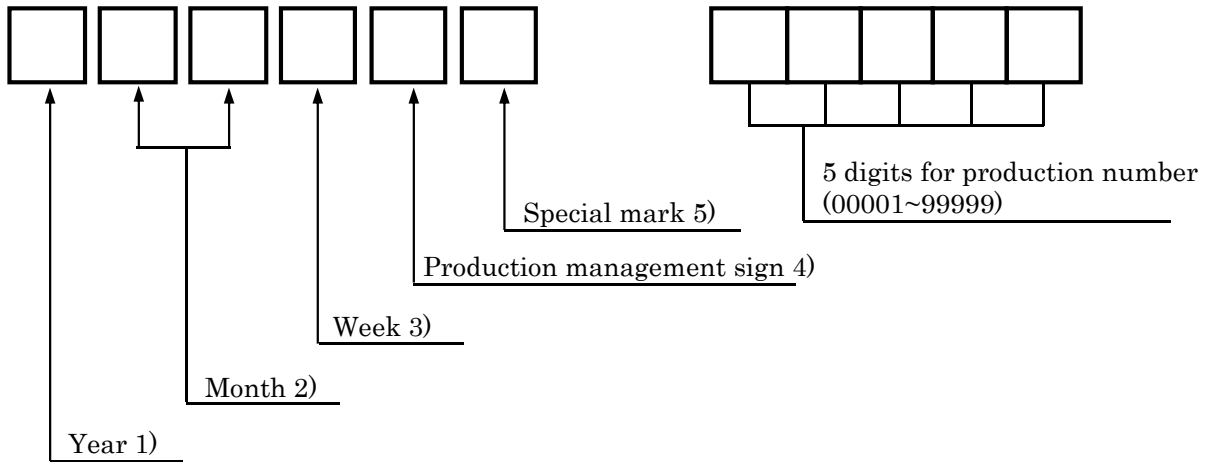 5 digits for production number
(00001~99999)
Special mark 5)
Production management sign 4)
Week 3)
Month 2)
Year 1)